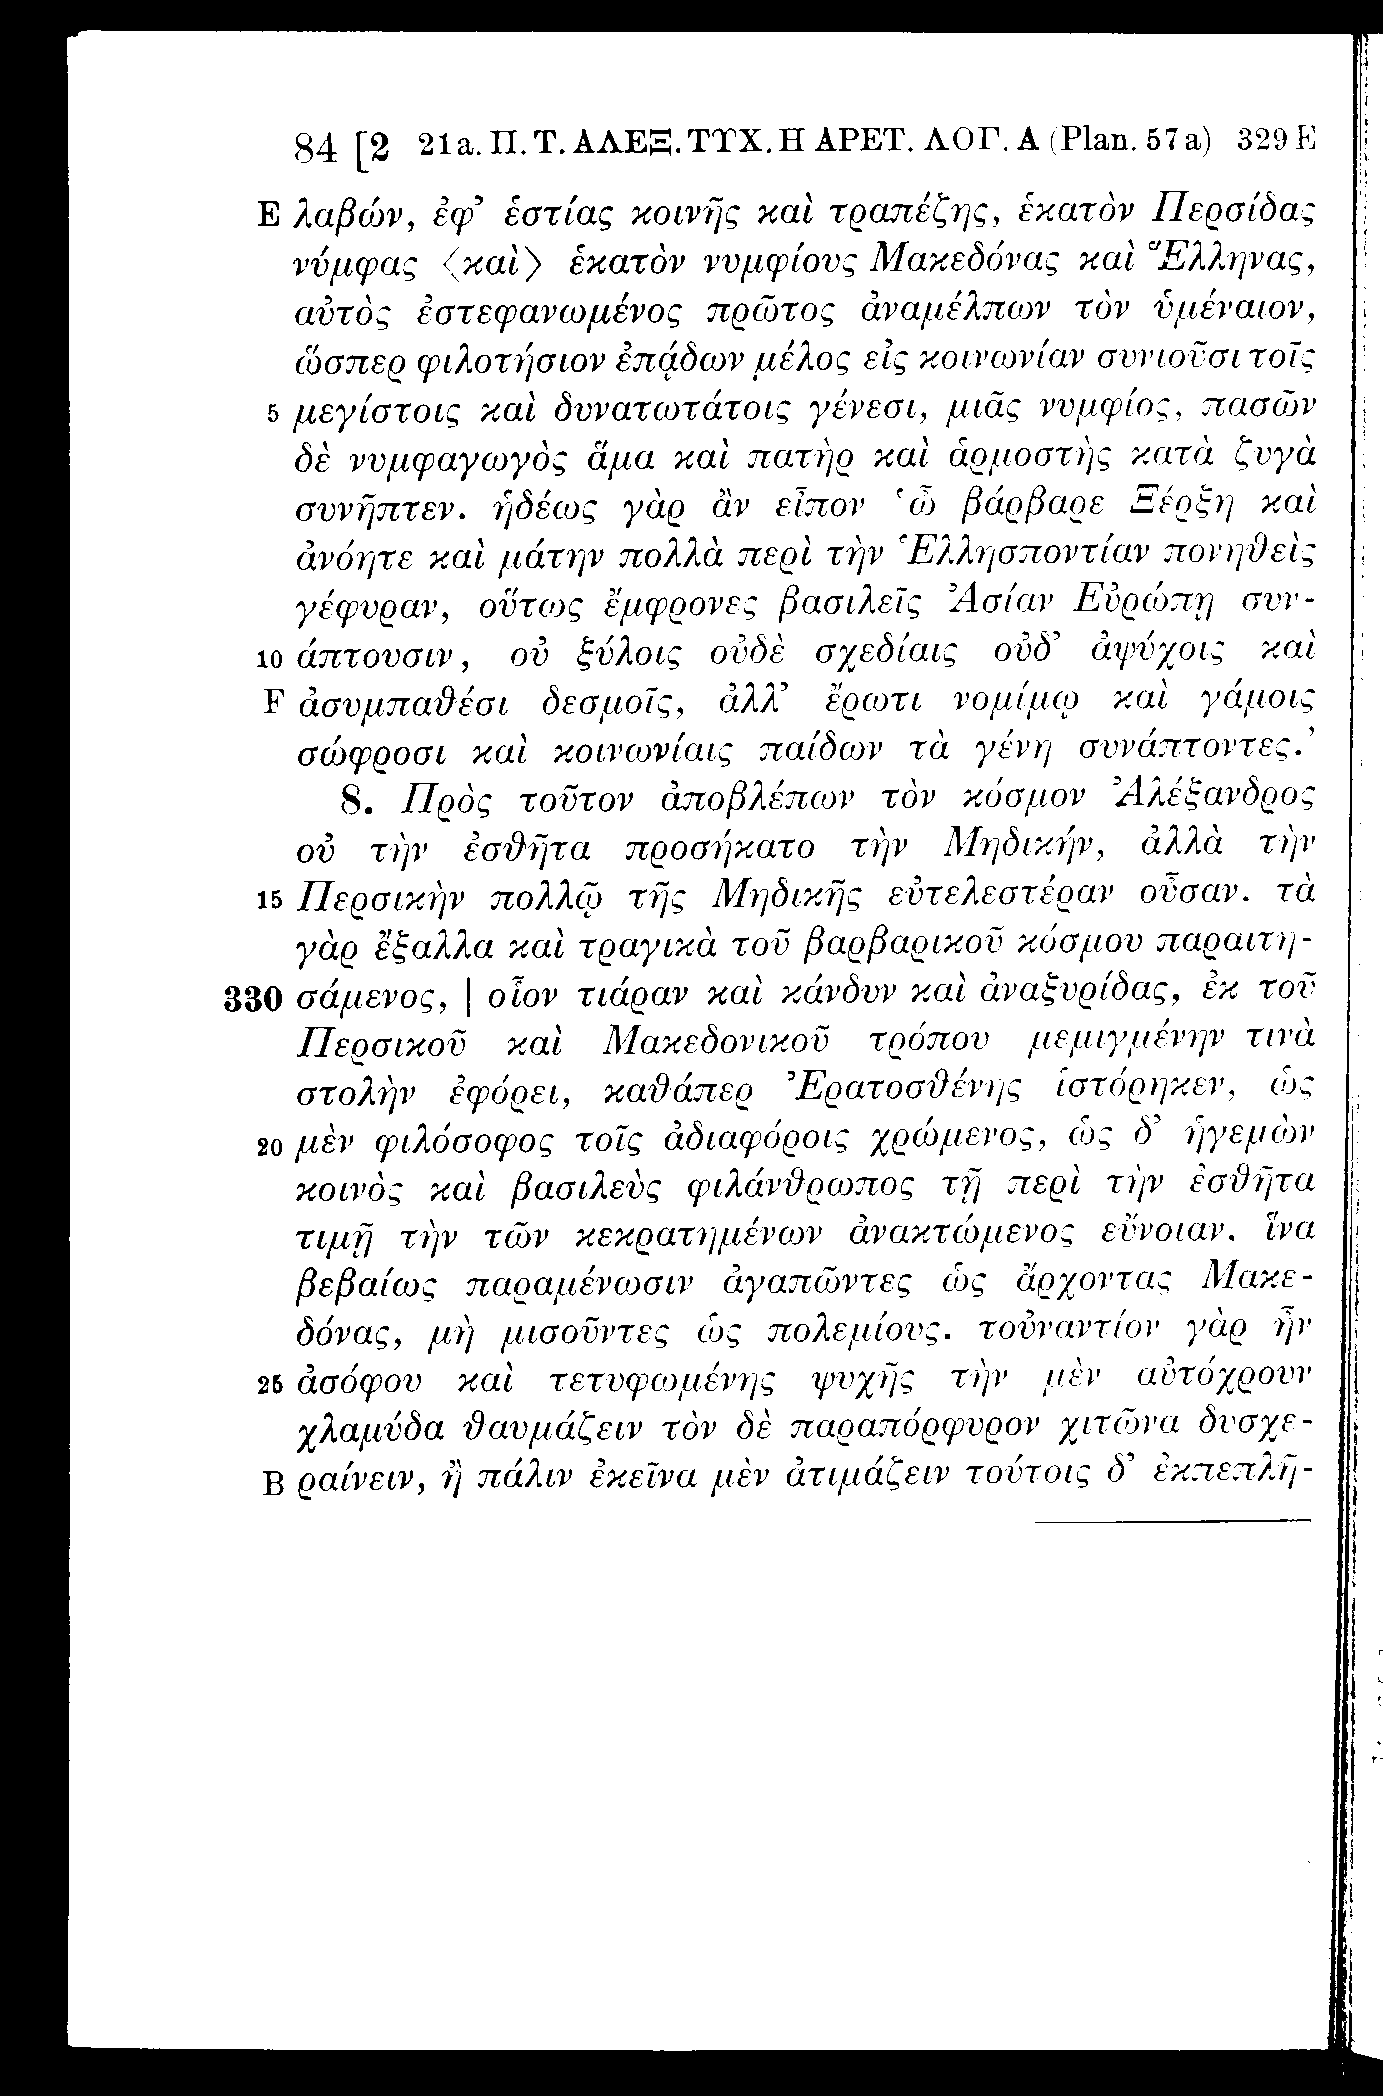 84 [2 21a. Π. Τ. ΑΛΕΞ. ΤΥΧ. Η ΑΡΕΤ. ΛΟΓ. Α (Plan. 57a) 329 E
E λαβών, ἐφ’ ἑστίας κοινῆς καὶ τραπέζης, ἑκατὸν Περσίδας
νύμφας <καὶ> ἑκατὸν νυμφίους Μακεδόνας καὶ Ἕλληνας,
αὐτὸς ἐστεφανωμένος πρῶτος ἀναμέλπων τὸν ὑμέναιον,
ὥσπερ φιλοτήσιον ἐπᾴδων μέλος εἰς κοινωνίαν συνιοῦσι τοῖς
5 μεγίστοις καὶ δυνατωτάτοις γένεσι, μιᾶς νυμφίος, πασῶν
δὲ νυμφαγωγὸς ἅμα καὶ πατὴρ καὶ ἁρμοστὴς κατὰ ζυγὰ
συνῆπτεν. ἡδέως γὰρ ἂν εἶπον ‘ὦ βάρβαρε Ξέρξη καὶ
ἀνόητε καὶ μάτην πολλὰ περὶ τὴν Ἑλλησποντίαν πονηθεὶς
γέφυραν, οὕτως ἔμφρονες βασιλεῖς Ἀσίαν Εὐρώπῃ συν-
10 άπτουσιν, οὐ ξύλοις οὐδὲ σχεδίαις οὐδ’ ἀψύχοις καὶ
F ἀσυμπαθέσι δεσμοῖς, ἀλλ’ ἔρωτι νομίμῳ καὶ γάμοις
σώφροσι καὶ κοινωνίαις παίδων τὰ γένη συνάπτοντες.’
8. Πρὸς τοῦτον ἀποβλέπων τὸν κόσμον Ἀλέξανδρος
οὐ τὴν ἐσθῆτα προσήκατο τὴν Μηδικήν, ἀλλὰ τὴν
15 Περσικὴν πολλῷ τῆς Μηδικῆς εὐτελεστέραν οὖσαν. τὰ
γὰρ ἔξαλλα καὶ τραγικὰ τοῦ βαρβαρικοῦ κόσμου παραιτη-
330 σάμενος, | οἷον τιάραν καὶ κάνδυν καὶ ἀναξυρίδας, ἐκ τοῦ
Περσικοῦ καὶ Μακεδονικοῦ τρόπου μεμιγμένην τινὰ
στολὴν ἐφόρει, καθάπερ Ἐρατοσθένης ἱστόρηκεν, ὡς
20 μὲν φιλόσοφος τοῖς ἀδιαφόροις χρώμενος, ὡς δ’ ἡγεμὼν
κοινὸς καὶ βασιλεὺς φιλάνθρωπος τῇ περὶ τὴν ἐσθῆτα
τιμῇ τὴν τῶν κεκρατημένων ἀνακτώμενος εὔνοιαν, ἵνα
βεβαίως παραμένωσιν ἀγαπῶντες ὡς ἄρχοντας Μακε-
δόνας, μὴ μισοῦντες ὡς πολεμίους. τοὐναντίον γὰρ ἦν
25 ἀσόφου καὶ τετυφωμένης ψυχῆς τὴν μὲν αὐτόχρουν
χλαμύδα θαυμάζειν τὸν δὲ παραπόρφυρον χιτῶνα δυσχε-
B ραίνειν, ἢ πάλιν ἐκεῖνα μὲν ἀτιμάζειν τούτοις δ’ ἐκπεπλῆ-